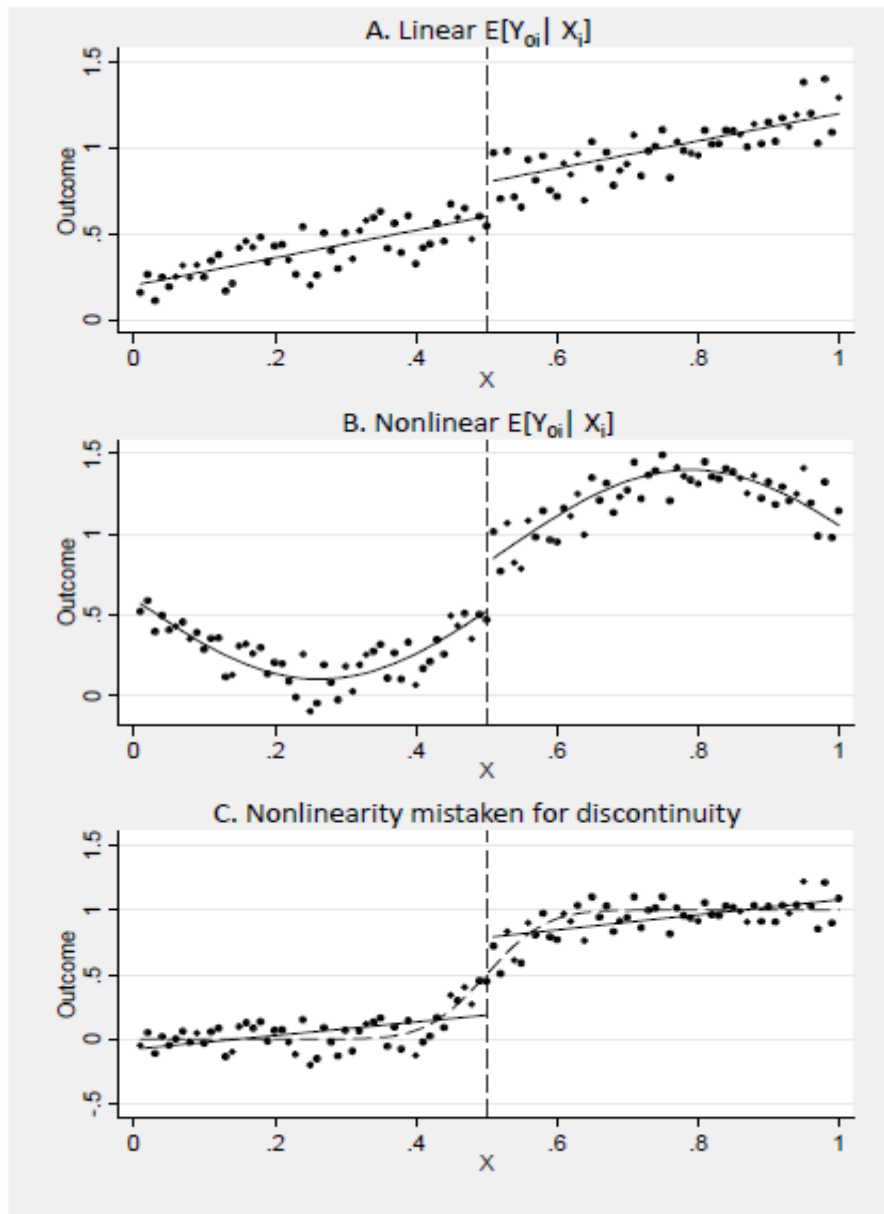 A. Linear E[Y₀ᵢ| Xᵢ]
1.5
1
.5
0
Outcome
0 .2 .4 .6 .8 1
X
B. Nonlinear E[Y₀ᵢ| Xᵢ]
1.5
1
0.5
0
Outcome
0 .2 .4 .6 .8 1
X
C. Nonlinearity mistaken for discontinuity
1.5
1
0.5
0
-.5
Outcome
0 .2 .4 .6 .8 1
X